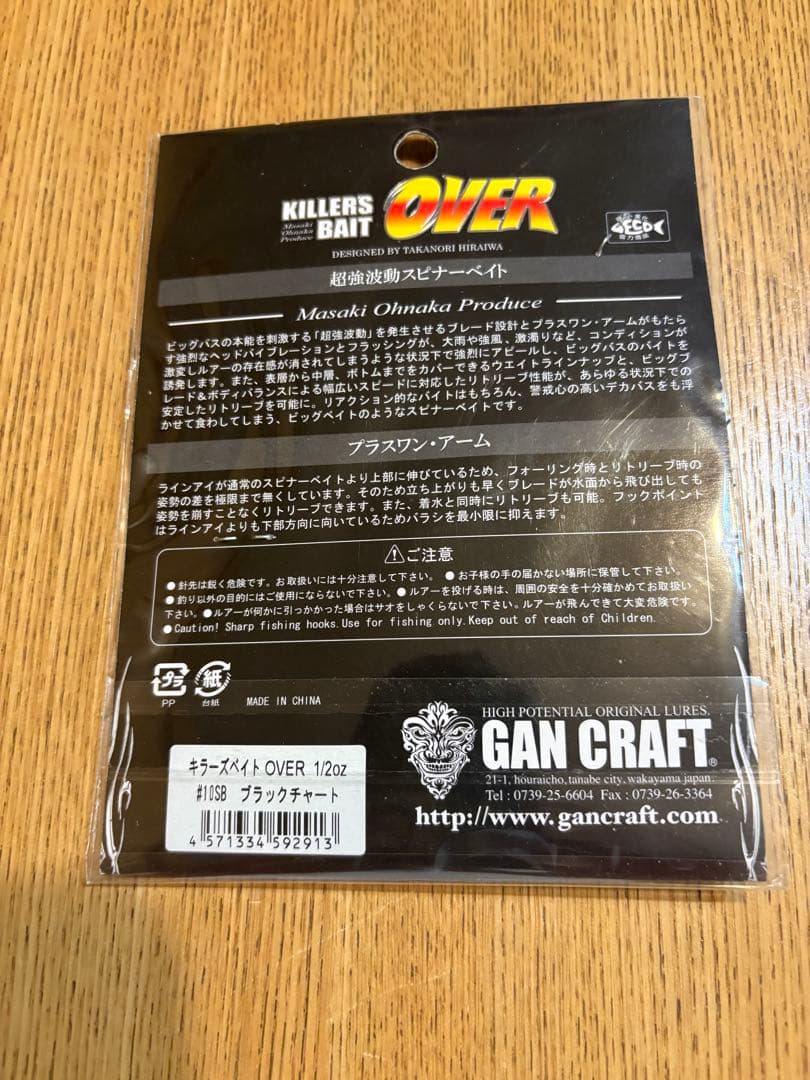 KILLERS
BAIT
Masaki
Ohnaka
Produce
OVER
ECO
DESIGNED BY TAKANORI HIRAIWA
超強波動スピナーベイト
Masaki Ohnaka Produce
ビッグバスの本能を刺激する「超強波動」を発生させるブレード設計とプラスワン・アームがもたら
す強烈なヘッドバイブレーションとフラッシングが、大雨や強風、激濁りなど、コンディションが
激変しルアーの存在感が消されてしまうような状況下で強烈にアピールし、ビッグバスのバイトを
誘発します。また、表層から中層、ボトムまでをカバーできるウエイトラインナップと、ビッグブ
レード&ボディバランスによる幅広いスピードに対応したリトリーブ性能が、あらゆる状況下での
安定したリトリーブを可能に。リアクション的なバイトはもちろん、警戒心の高いデカバスをも浮
かせて食わしてしまう、ビッグベイトのようなスピナーベイトです。
プラスワン・アーム
ラインアイが通常のスピナーベイトより上部に伸びているため、フォーリング時とリトリーブ時の
姿勢の差を極限まで無くしています。そのため立ち上がりも早くブレードが水面から飛び出しても
姿勢を崩すことなくリトリーブできます。また、着水と同時にリトリーブも可能。フックポイント
はラインアイよりも下部方向に向いているためバラシを最小限に抑えます。
⚠ご注意
●針先は鋭く危険です。お取扱いには十分注意して下さい。 ●お子様の手の届かない場所に保管して下さい。
●釣り以外の目的にはご使用にならないで下さい。●ルアーを投げる時は、周囲の安全を十分確かめてお取扱い
下さい。●ルアーが何かに引っかかった場合はサオをしゃくらないで下さい。ルアーが飛んできて大変危険です。
●Caution! Sharp fishing hooks. Use for fishing only. Keep out of reach of Children.
プラ
PP
紙
台紙
MADE IN CHINA
HIGH POTENTIAL ORIGINAL LURES.
GAN CRAFT®
21-1, houraicho, tanabe city, wakayama japan.
Tel : 0739-25-6604 Fax : 0739-26-3364
http://www.gancraft.com
キラーズベイト OVER 1/2oz
#10SB ブラックチャート
4 571334 592913